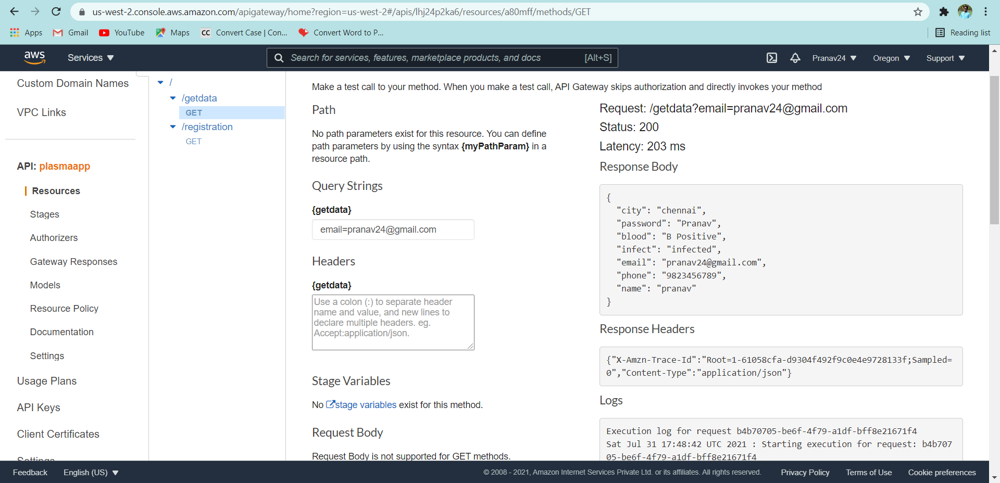 us-west-2.console.aws.amazon.com/apigateway/home?region=us-west-2#/apis/lhj24p2ka6/resources/a80mff/methods/GET
Apps
Gmail
YouTube
Maps
CC Convert Case | Con...
Convert Word to P...
Reading list
aws
Services
Search for services, features, marketplace products, and docs
[Alt+S]
Pranav24
Oregon
Support
Custom Domain Names
VPC Links
API: plasmaapp
Resources
Stages
Authorizers
Gateway Responses
Models
Resource Policy
Documentation
Settings
Usage Plans
API Keys
Client Certificates
Settings
/
/getdata
GET
/registration
GET
Make a test call to your method. When you make a test call, API Gateway skips authorization and directly invokes your method
Path
No path parameters exist for this resource. You can define
path parameters by using the syntax {myPathParam} in a
resource path.
Query Strings
{getdata}
email=pranav24@gmail.com
Headers
{getdata}
Use a colon (:) to separate header
name and value, and new lines to
declare multiple headers. eg.
Accept:application/json.
Stage Variables
No stage variables exist for this method.
Request Body
Request Body is not supported for GET methods.
Request: /getdata?email=pranav24@gmail.com
Status: 200
Latency: 203 ms
Response Body
{
"city": "chennai",
"password": "Pranav",
"blood": "B Positive",
"infect": "infected",
"email": "pranav24@gmail.com",
"phone": "9823456789",
"name": "pranav"
}
Response Headers
{"X-Amzn-Trace-Id":"Root=1-61058cfa-d9304f492f9c0e4e9728133f;Sampled=
0","Content-Type":"application/json"}
Logs
Execution log for request b4b70705-be6f-4f79-a1df-bff8e21671f4
Sat Jul 31 17:48:42 UTC 2021 : Starting execution for request: b4b707
05-be6f-4f79-a1df-bff8e21671f4
Feedback
English (US)
© 2008 - 2021, Amazon Internet Services Private Ltd. or its affiliates. All rights reserved.
Privacy Policy
Terms of Use
Cookie preferences